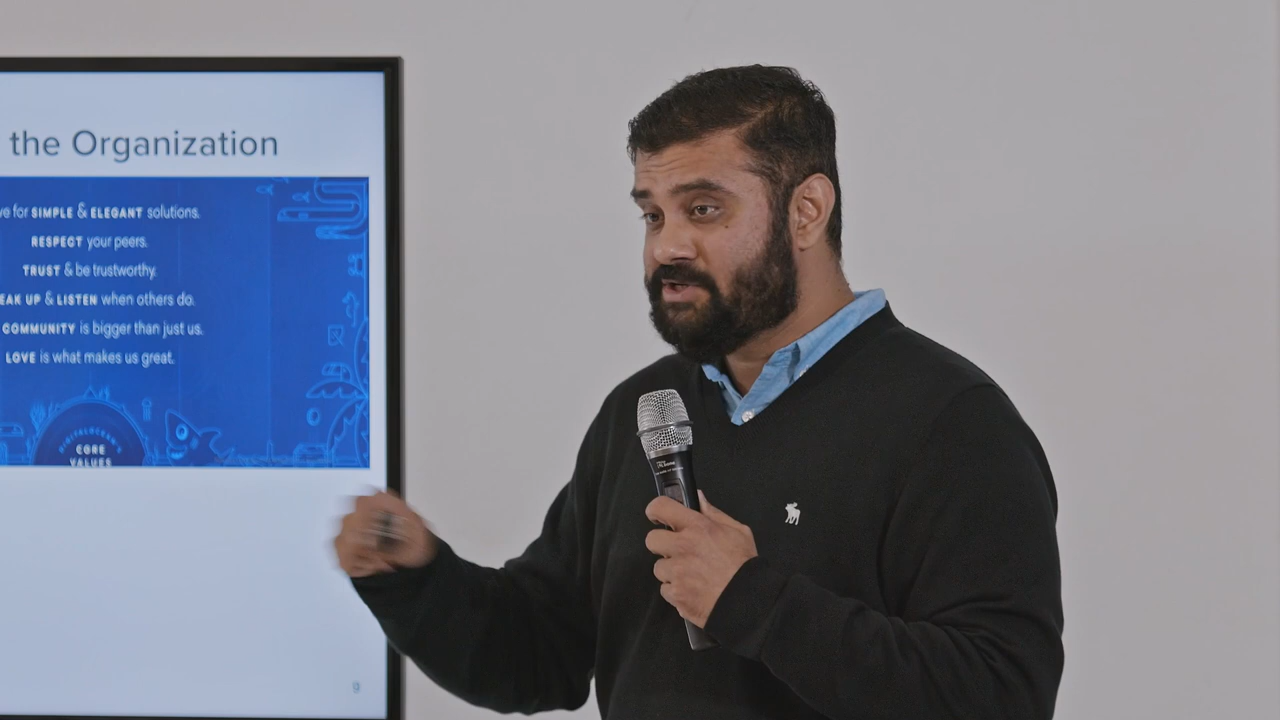 the Organization
ve for SIMPLE & ELEGANT solutions.
RESPECT your peers.
TRUST & be trustworthy.
EAK UP & LISTEN when others do.
COMMUNITY is bigger than just us.
LOVE is what makes us great.
DIGITALOCEAN'S
CORE
VALUES
9